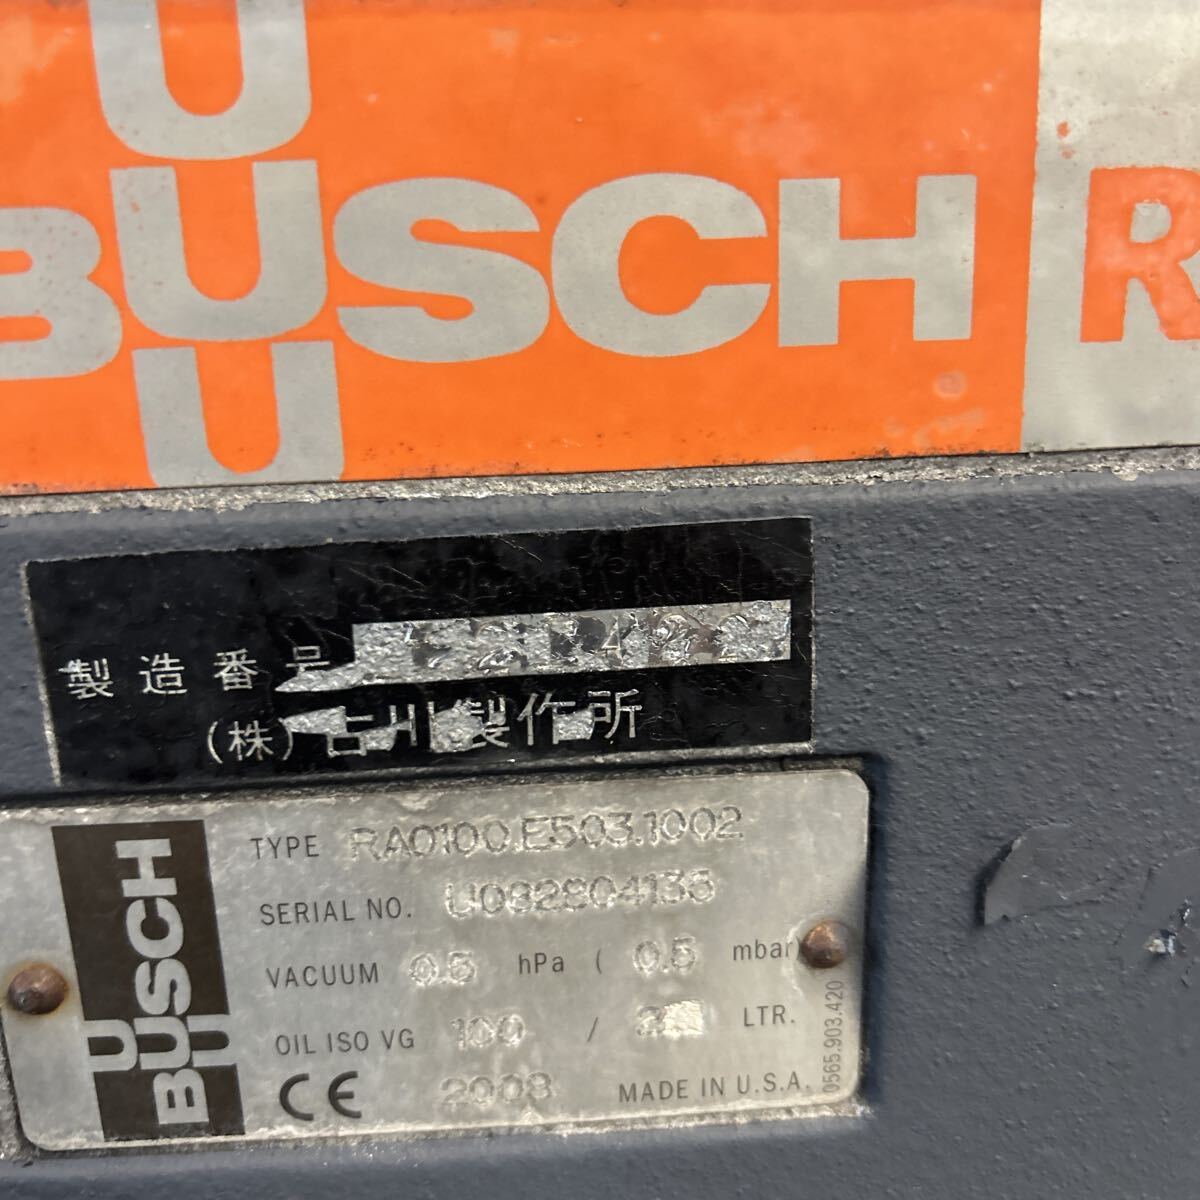 U
BUSCH R
U
製造番号
(株)古川製作所
TYPE RA0100.E503.1002
SERIAL NO. U082804136
VACUUM 0.5 hPa ( 0.5 mbar)
OIL ISO VG 100 / LTR.
CE 2008 MADE IN U.S.A.
0565.903.420
U
BUSCH
U